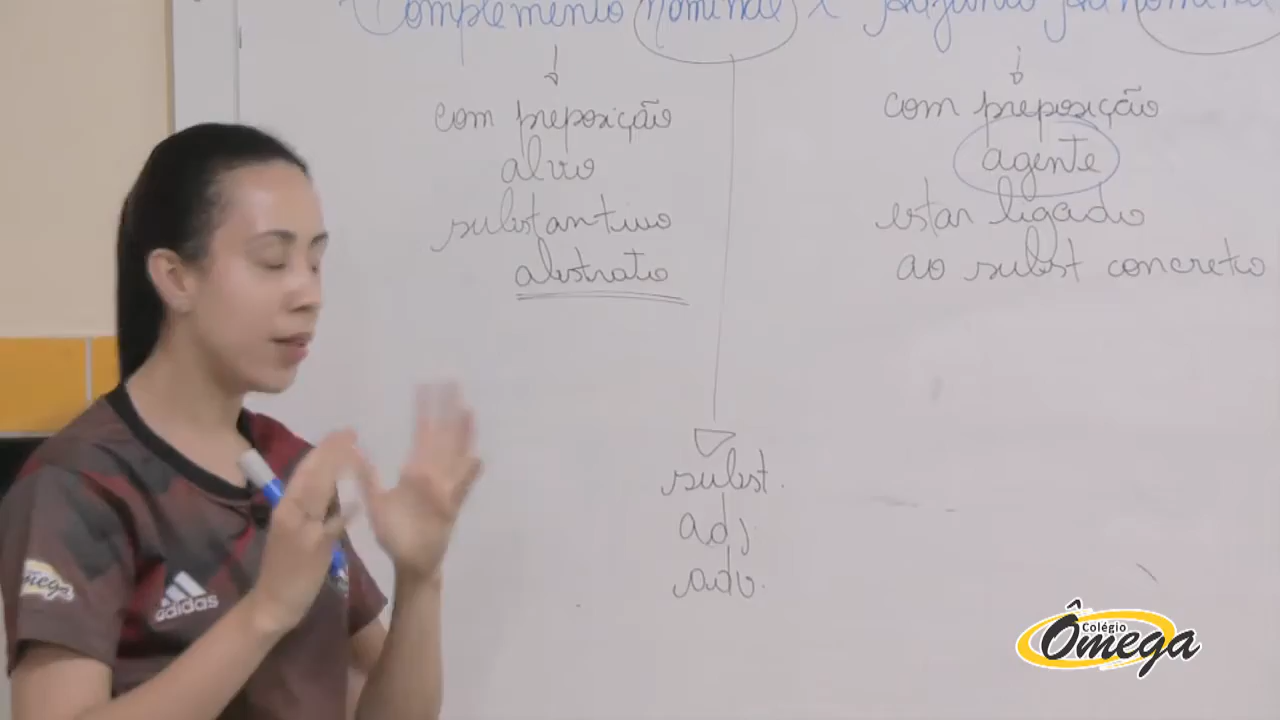 Complemento nominal x Adjunto Adnominal
com preposição
alvo
substantivo
abstrato
com preposição
agente
estar ligado
ao subst concreto
subst.
adj.
adv.
Ômega
adidas
Colégio
Ômega